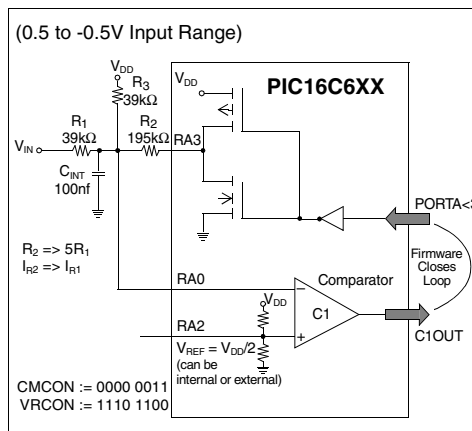 (0.5 to -0.5V Input Range)
VDD
R3
39kΩ
VDD
PIC16C6XX
R1
39kΩ
R2
195kΩ
RA3
VIN
CINT
100nf
PORTA<3
R2 => 5R1
IR2 => IR1
Firmware
Closes
Loop
RA0
Comparator
VDD
C1
RA2
VREF = VDD/2
(can be
internal or external)
C1OUT
CMCON := 0000 0011
VRCON := 1110 1100
− +